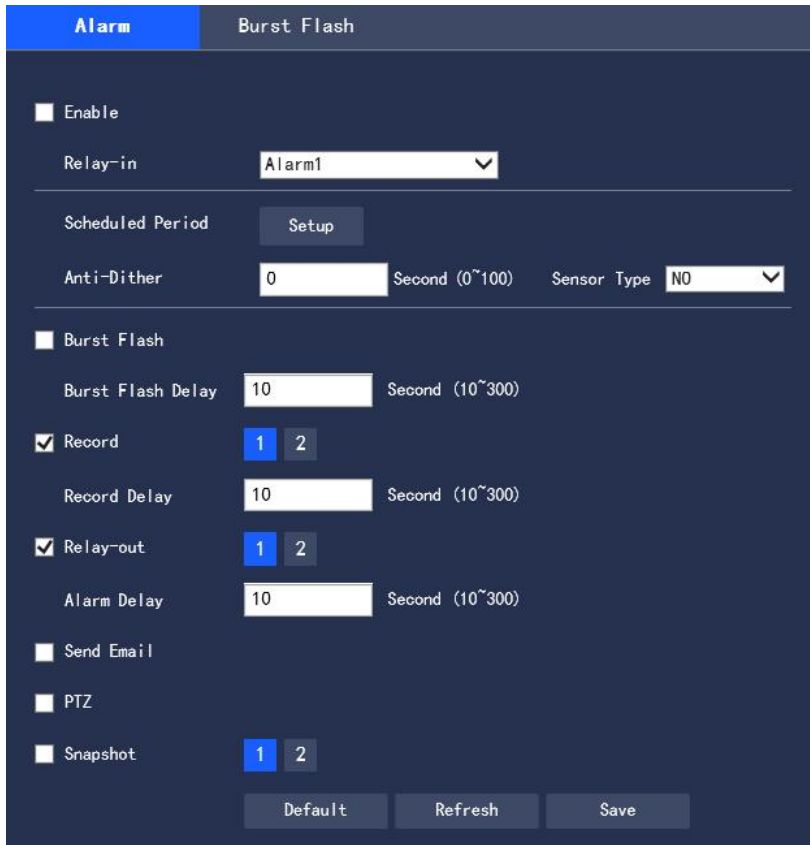 Alarm Burst Flash
Enable
Relay-in Alarm1
Scheduled Period Setup
Anti-Dither 0 Second (0~100) Sensor Type NO
Burst Flash
Burst Flash Delay 10 Second (10~300)
Record 1 2
Record Delay 10 Second (10~300)
Relay-out 1 2
Alarm Delay 10 Second (10~300)
Send Email
PTZ
Snapshot 1 2
Default Refresh Save